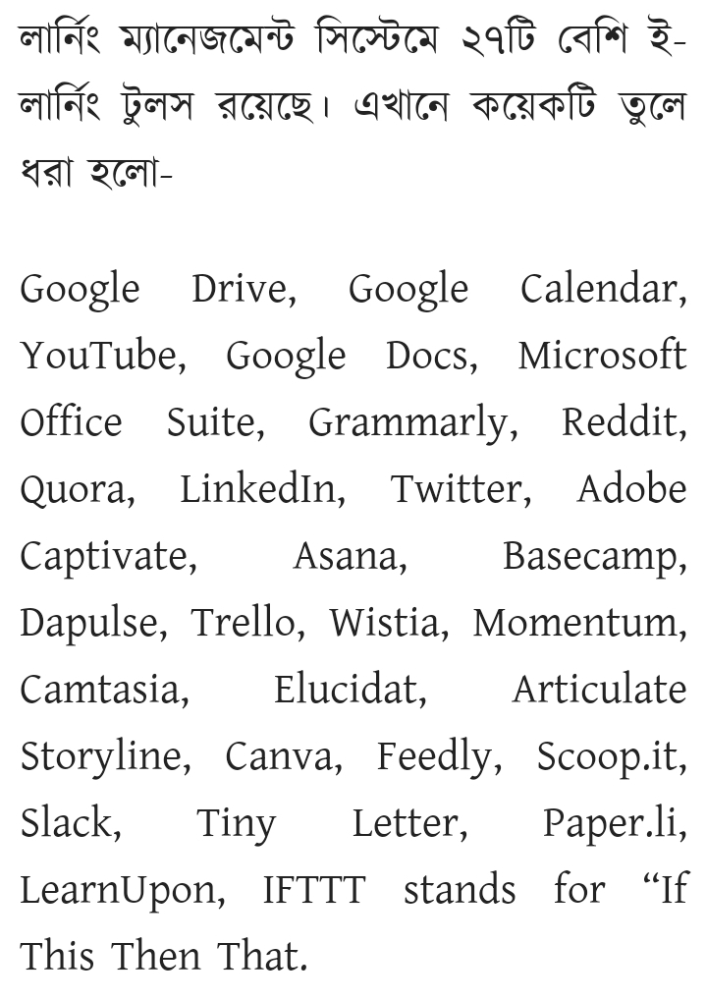 লার্নিং ম্যানেজমেন্ট সিস্টেমে ২৭টি বেশি ই-
লার্নিং টুলস রয়েছে। এখানে কয়েকটি তুলে
ধরা হলো-
Google Drive, Google Calendar,
YouTube, Google Docs, Microsoft
Office Suite, Grammarly, Reddit,
Quora, LinkedIn, Twitter, Adobe
Captivate, Asana, Basecamp,
Dapulse, Trello, Wistia, Momentum,
Camtasia, Elucidat, Articulate
Storyline, Canva, Feedly, Scoop.it,
Slack, Tiny Letter, Paper.li,
LearnUpon, IFTTT stands for “If
This Then That.